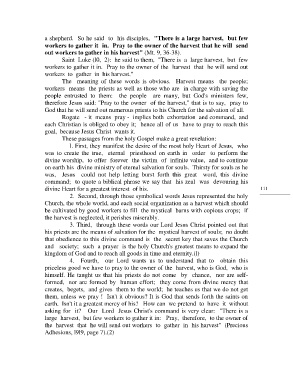 a shepherd. So he said to his disciples, "There is a large harvest, but few
workers to gather it in. Pray to the owner of the harvest that he will send
out workers to gather in his harvest" (Mt. 9, 36-38).
Saint Luke (l0, 2): he said to them, "There is a large harvest, but few
workers to gather it in. Pray to the owner of the harvest that he will send out
workers to gather in his harvest."
The meaning of these words is obvious. Harvest means the people;
workers means the priests as well as those who are in charge with saving the
people entrusted to them: the people are many, but God's ministers few,
therefore Jesus said: "Pray to the owner of the harvest," that is to say, pray to
God that he will send out numerous priests to his Church for the salvation of all.
Rogate - it means pray - implies both exhortation and command, and
each Christian is obliged to obey it; hence all of us have to pray to reach this
goal, because Jesus Christ wants it.
These passages from the holy Gospel make a great revelation:
1. First, they manifest the desire of the most holy Heart of Jesus, who
was to create the true, eternal priesthood on earth in order to perform the
divine worship, to offer forever the victim of infinite value, and to continue
on earth his divine ministry of eternal salvation for souls. Thirsty for souls as he
was, Jesus could not help letting burst forth this great word, this divine
command: to quote a biblical phrase we say that his zeal was devouring his
divine Heart for a greatest interest of his.
2. Second, through those symbolical words Jesus represented the holy
Church, the whole world, and each social organization as a harvest which should
be cultivated by good workers to fill the mystical barns with copious crops; if
the harvest is neglected, it perishes miserably.
3. Third, through these words our Lord Jesus Christ pointed out that
his priests are the means of salvation for the mystical harvest of souls; no doubt
that obedience to this divine command is the secret key that saves the Church
and society; such a prayer is the holy Church's greatest means to expand the
kingdom of God and to reach all goods in time and eternity.(l)
4. Fourth, our Lord wants us to understand that to obtain this
priceless good we have to pray to the owner of the harvest, who is God, who is
himself. He taught us that his priests do not come by chance, nor are self-
formed, nor are formed by human effort; they come from divine mercy that
creates, begets, and gives them to the world; he teaches us that we do not get
them, unless we pray ! Isn't it obvious? It is God that sends forth the saints on
earth. Isn't it a greatest mercy of his! How can we pretend to have it without
asking for it? Our Lord Jesus Christ's command is very clear: "There is a
large harvest, but few workers to gather it in: Pray, therefore, to the owner of
the harvest that he will send out workers to gather in his harvest" (Precious
Adhesions, l9l9, page 7).(2)
111